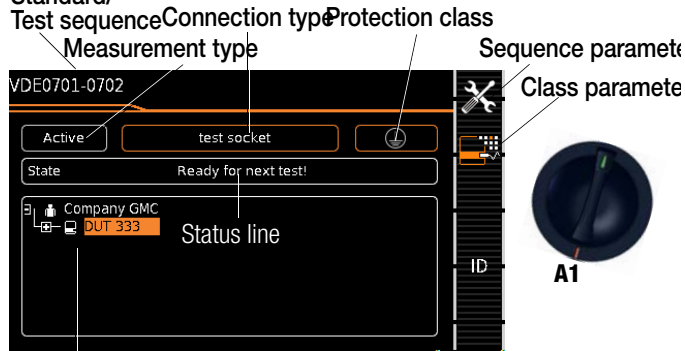 Standard/
Test sequence
Connection type
Protection class
Measurement type
Sequence paramete
Class paramete
VDE0701-0702
Active
test socket
State
Ready for next test!
Company GMC
DUT 333
Status line
ID
A1